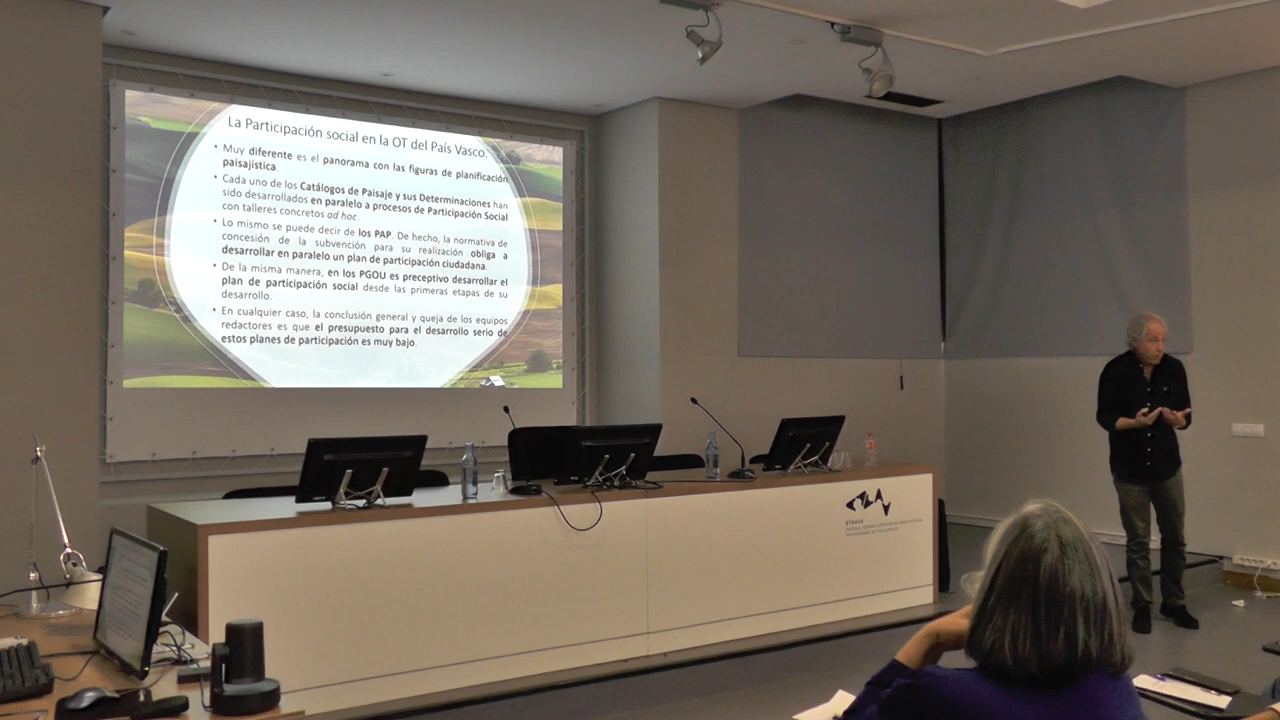 La Participación social en la OT del País Vasco.
• Muy diferente es el panorama con las figuras de planificación
paisajística.
• Cada uno de los Catálogos de Paisaje y sus Determinaciones han
sido desarrollados en paralelo a procesos de Participación Social
con talleres concretos ad hoc.
• Lo mismo se puede decir de los PAP. De hecho, la normativa de
concesión de la subvención para su realización obliga a
desarrollar en paralelo un plan de participación ciudadana.
• De la misma manera, en los PGOU es preceptivo desarrollar el
plan de participación social desde las primeras etapas de su
desarrollo.
• En cualquier caso, la conclusión general y queja de los equipos
redactores es que el presupuesto para el desarrollo serio de
estos planes de participación es muy bajo.
ETSAVA